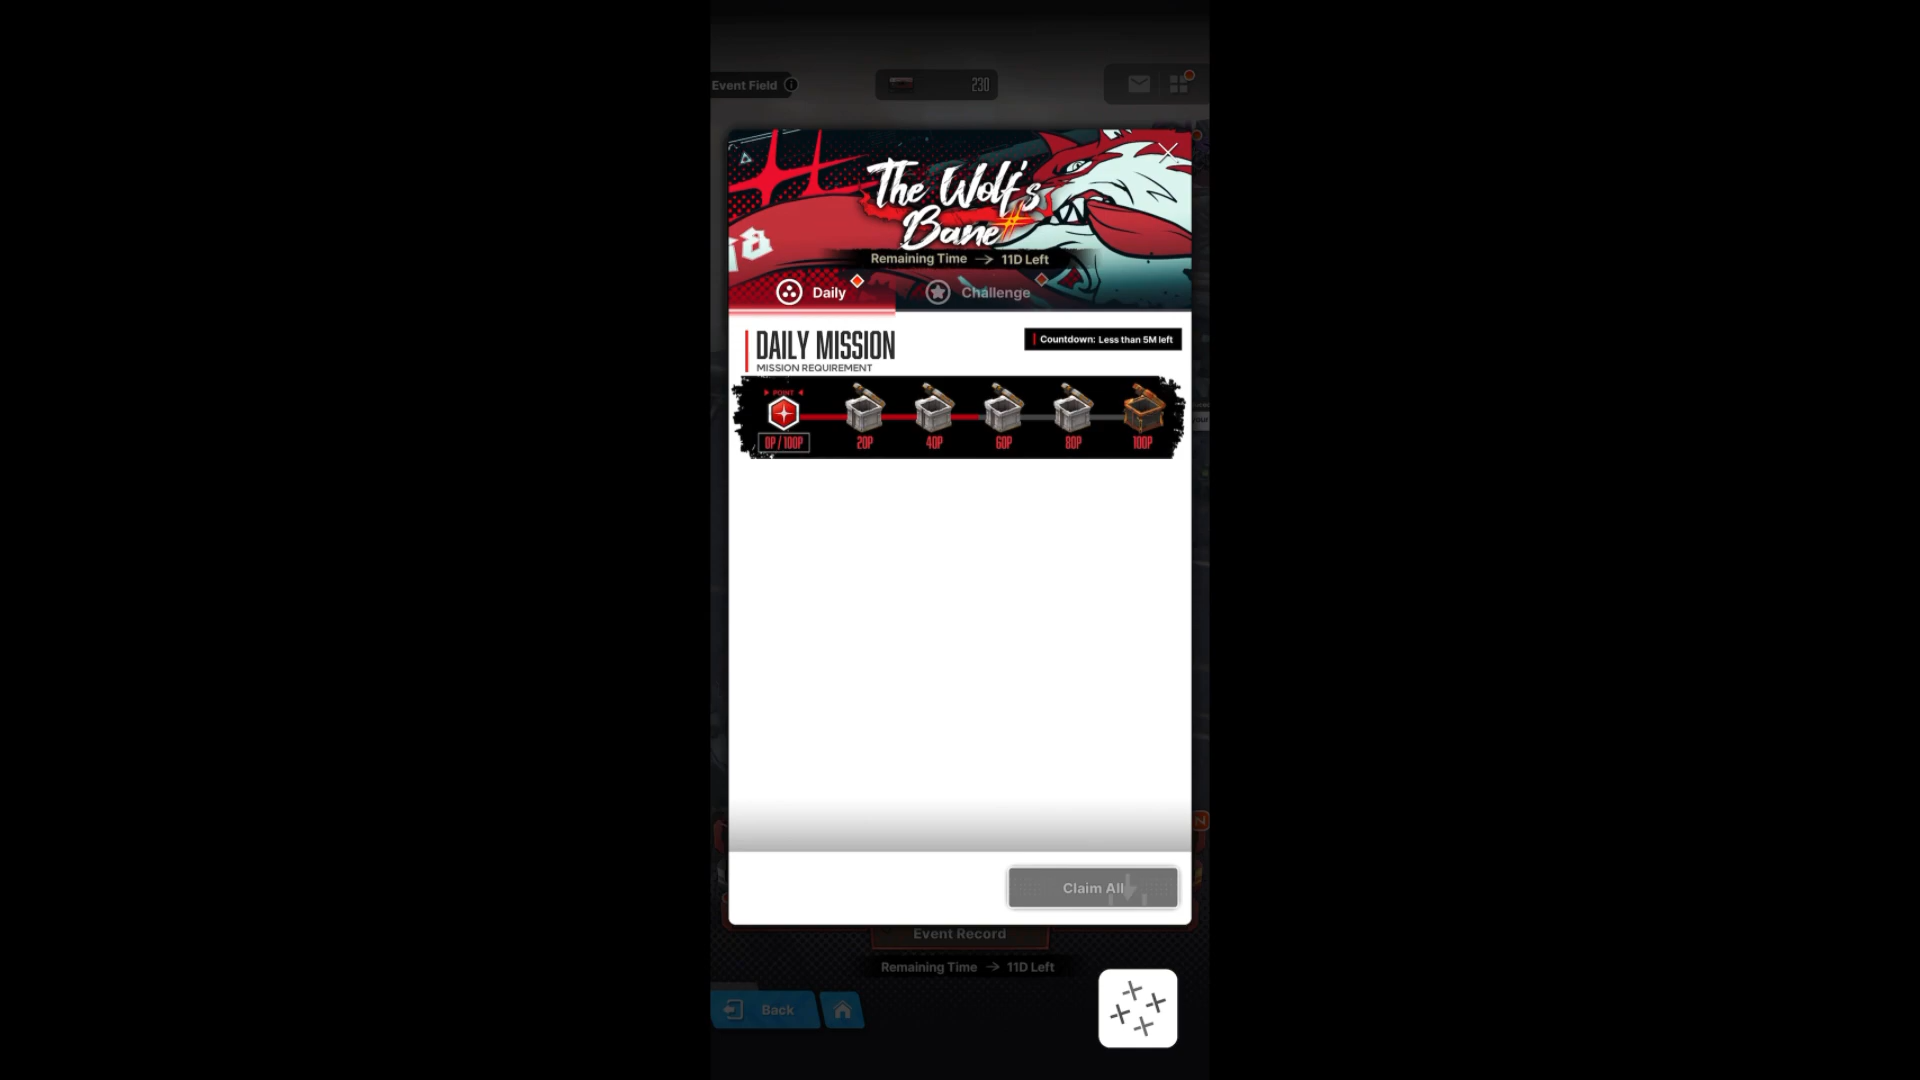 Event Field
230
The Wolf's
Bane
Remaining Time → 11D Left
Daily
Challenge
DAILY MISSION
Countdown: Less than 5M left
MISSION REQUIREMENT
POINT
0P / 100P
20P
40P
60P
80P
100P
Claim All
Event Record
Remaining Time → 11D Left
Back